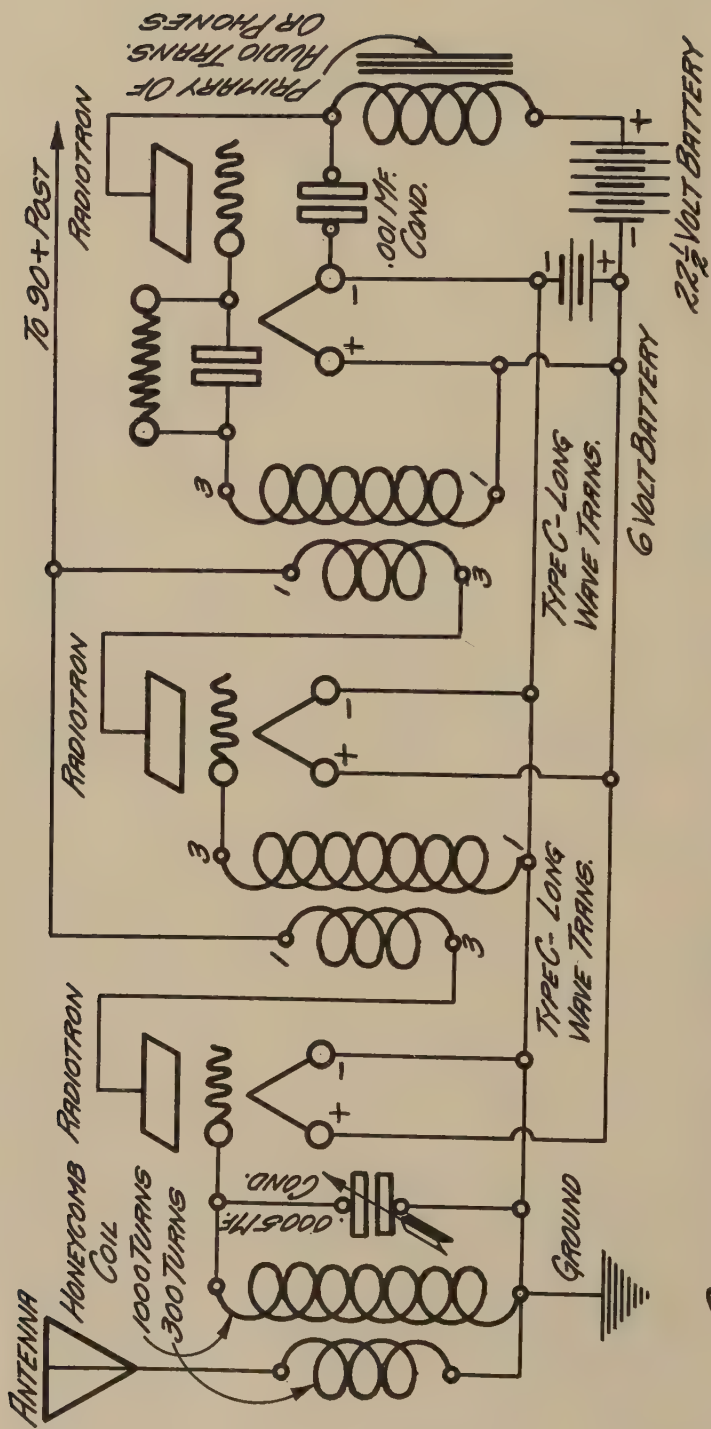 ANTENNA
HONEYCOMB
COIL
1000 TURNS
300 TURNS
RADIOTRON
.0005 MF.
COND.
+
-
GROUND
1
3
3
1
TYPE C- LONG
WAVE TRANS.
RADIOTRON
+
-
1
3
3
1
TYPE C- LONG
WAVE TRANS.
TO 90+ POST
RADIOTRON
+
-
.001 MF.
COND.
PRIMARY OF
AUDIO TRANS.
OR PHONES
-
+
6 VOLT BATTERY
-
+
22½ VOLT BATTERY